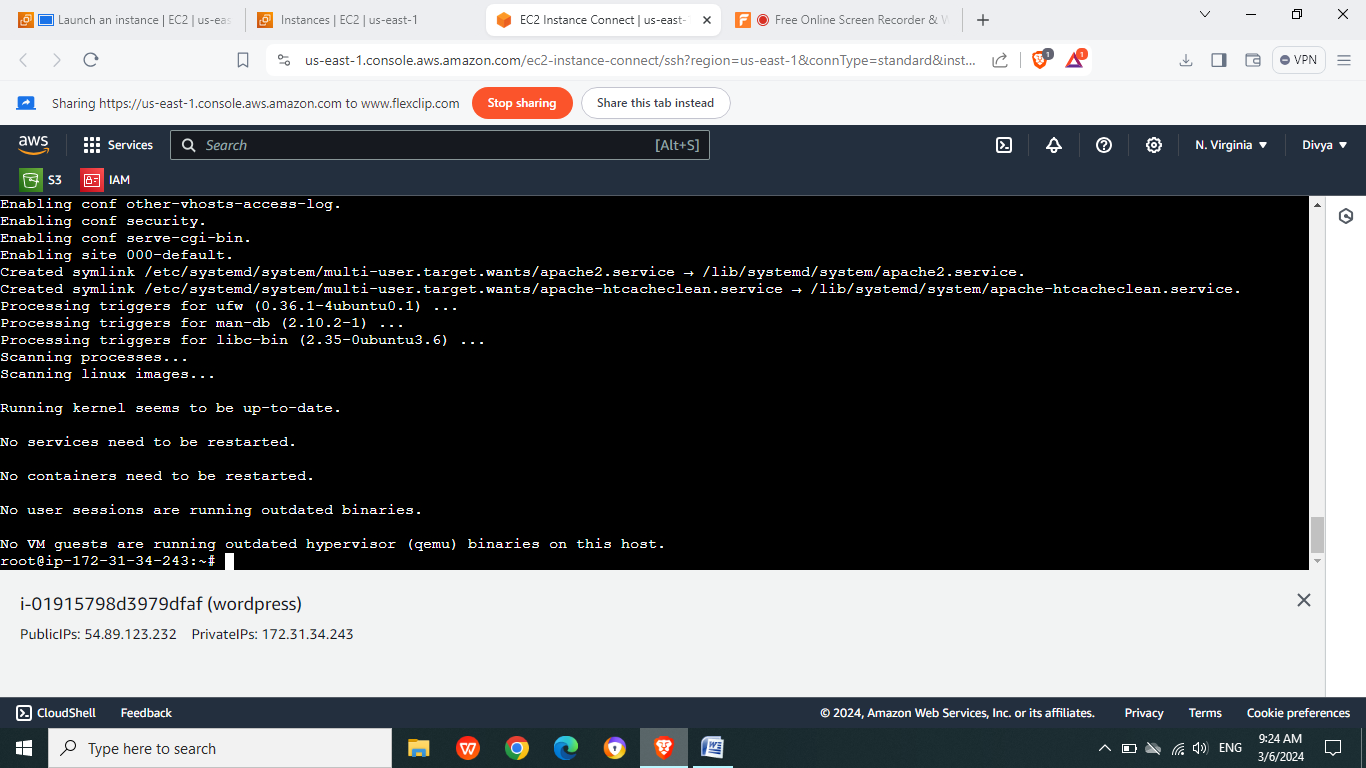 Launch an instance | EC2 | us-eas
Instances | EC2 | us-east-1
EC2 Instance Connect | us-east-
Free Online Screen Recorder & V
us-east-1.console.aws.amazon.com/ec2-instance-connect/ssh?region=us-east-1&connType=standard&inst...
1
1
VPN
Sharing https://us-east-1.console.aws.amazon.com to www.flexclip.com
Stop sharing
Share this tab instead
aws
Services
Search
[Alt+S]
N. Virginia
Divya
S3
IAM
Enabling conf other-vhosts-access-log.
Enabling conf security.
Enabling conf serve-cgi-bin.
Enabling site 000-default.
Created symlink /etc/systemd/system/multi-user.target.wants/apache2.service → /lib/systemd/system/apache2.service.
Created symlink /etc/systemd/system/multi-user.target.wants/apache-htcacheclean.service → /lib/systemd/system/apache-htcacheclean.service.
Processing triggers for ufw (0.36.1-4ubuntu0.1) ...
Processing triggers for man-db (2.10.2-1) ...
Processing triggers for libc-bin (2.35-0ubuntu3.6) ...
Scanning processes...
Scanning linux images...
Running kernel seems to be up-to-date.
No services need to be restarted.
No containers need to be restarted.
No user sessions are running outdated binaries.
No VM guests are running outdated hypervisor (qemu) binaries on this host.
root@ip-172-31-34-243:~#
i-01915798d3979dfaf (wordpress)
PublicIPs: 54.89.123.232 PrivateIPs: 172.31.34.243
CloudShell
Feedback
© 2024, Amazon Web Services, Inc. or its affiliates.
Privacy
Terms
Cookie preferences
Type here to search
ENG
9:24 AM
3/6/2024